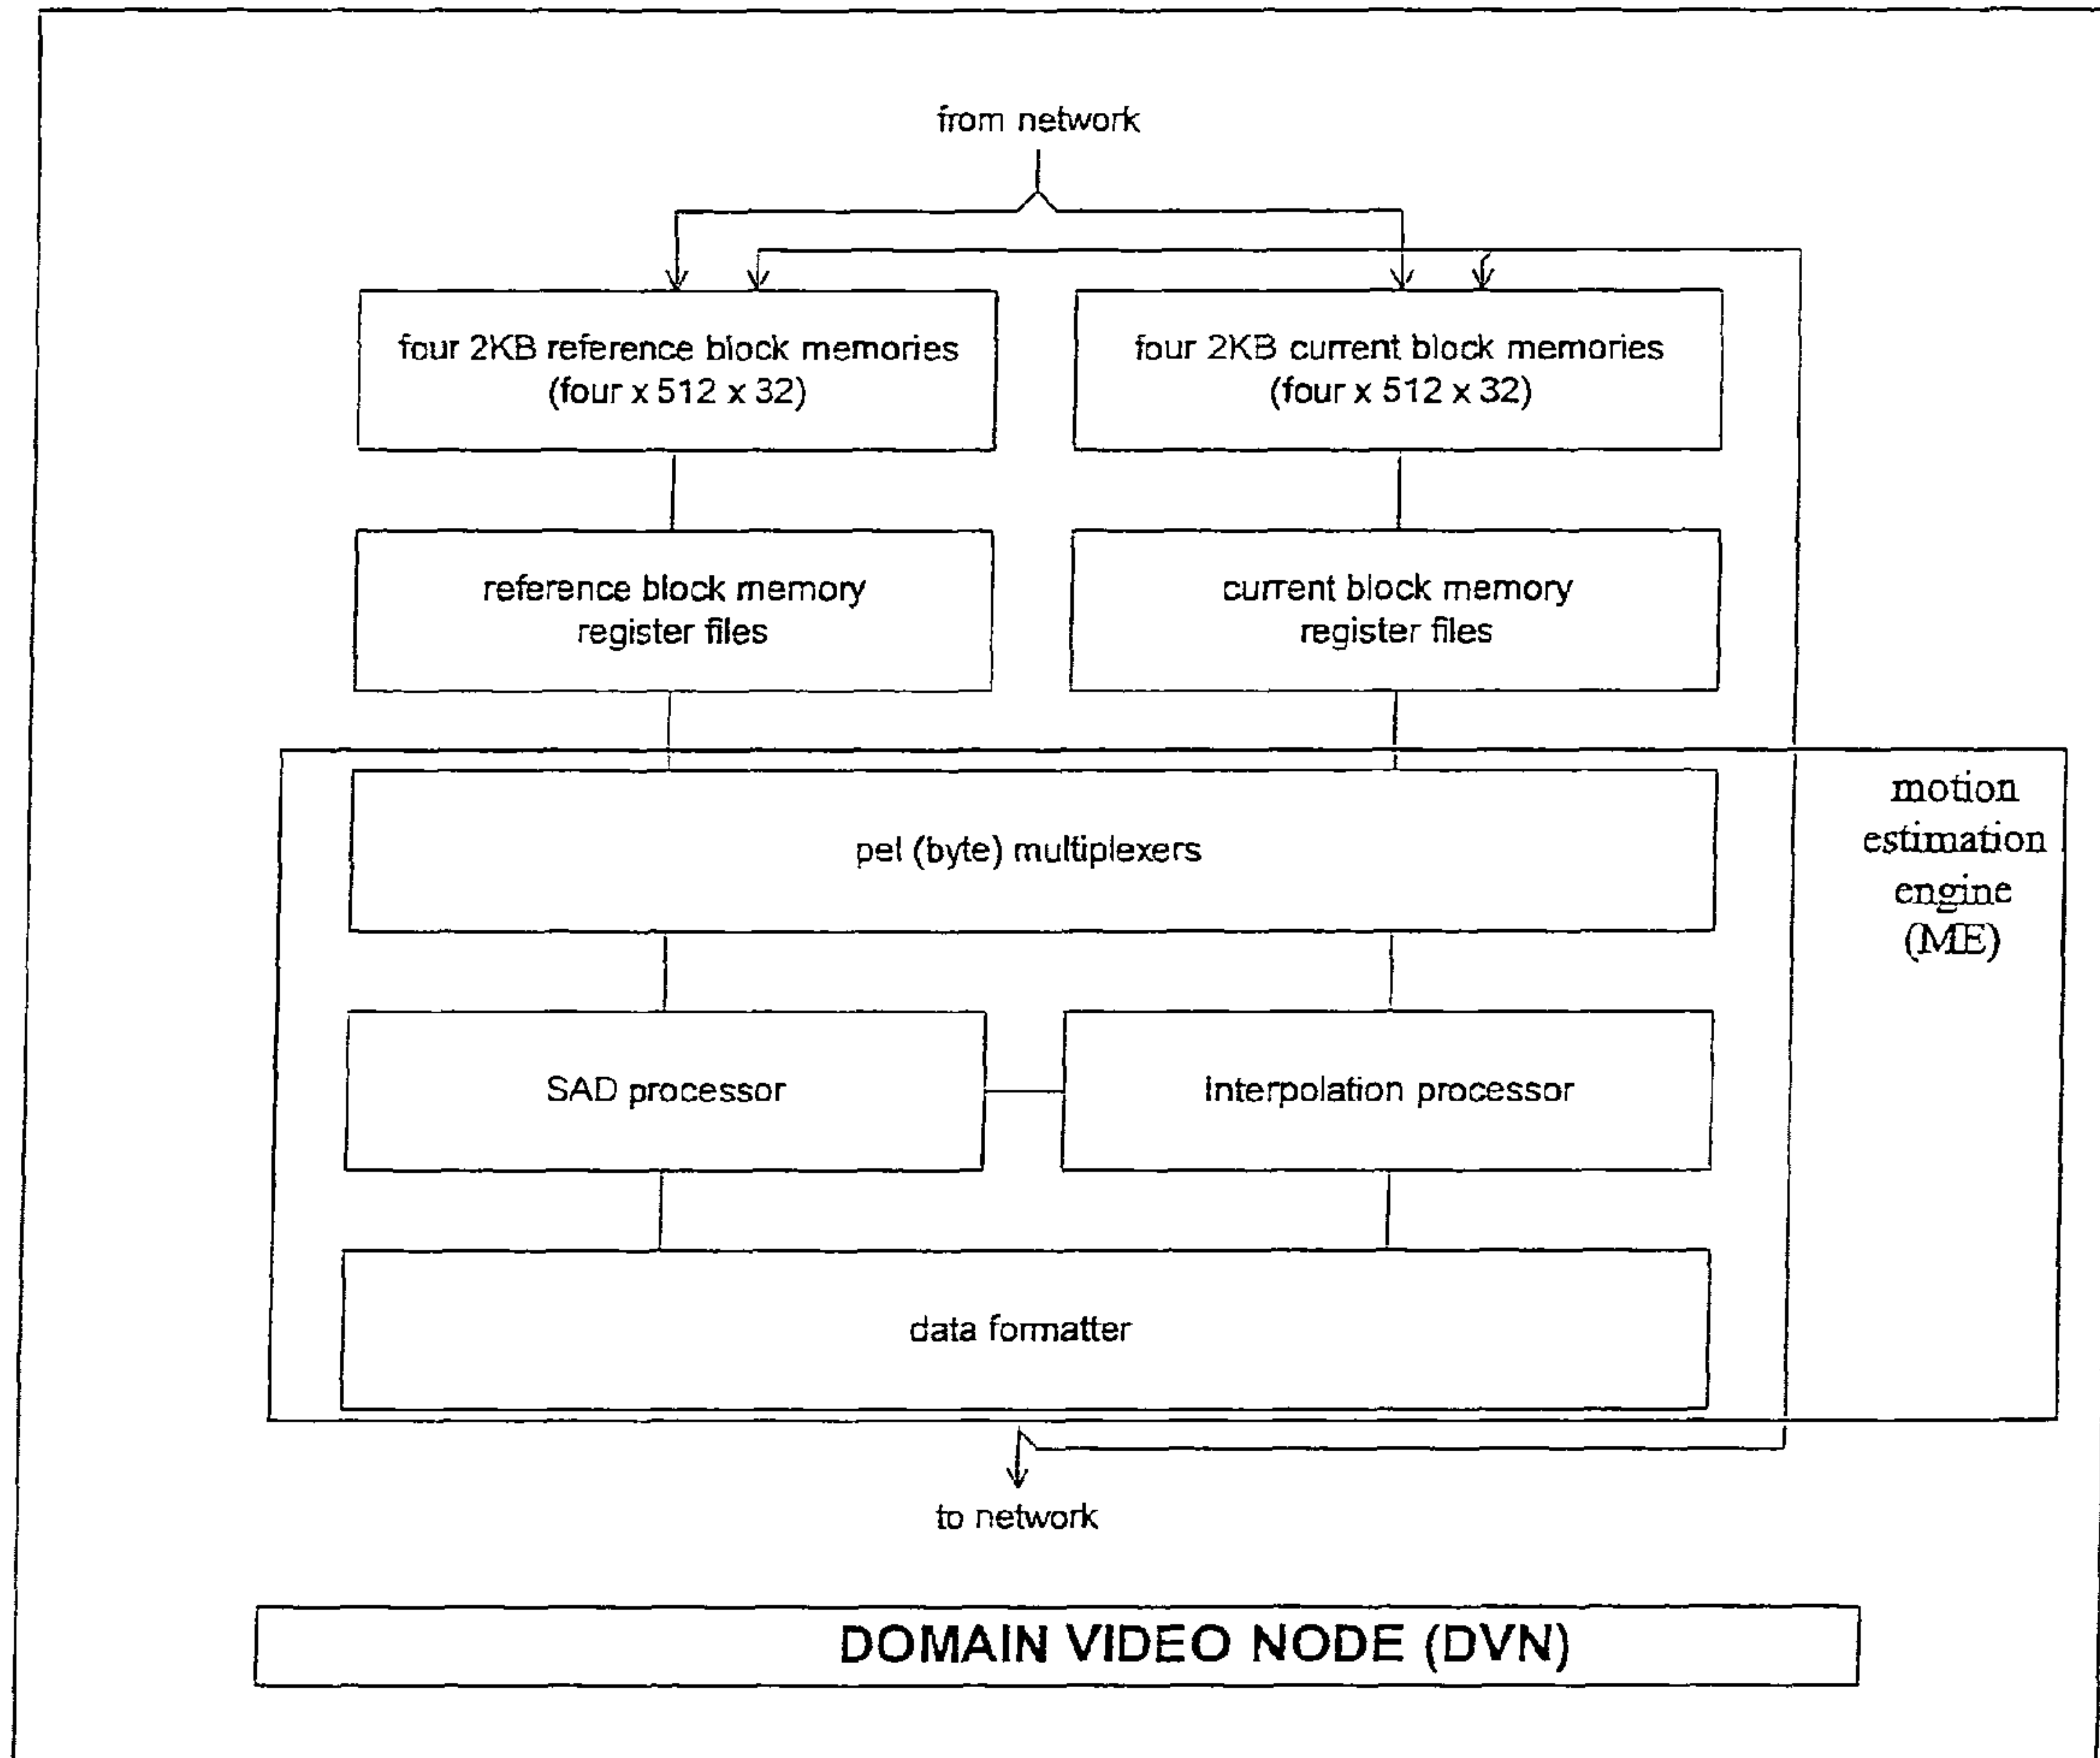 from network
four 2KB reference block memories
(four x 512 x 32)
four 2KB current block memories
(four x 512 x 32)
reference block memory
register files
current block memory
register files
motion
estimation
engine
(ME)
pel (byte) multiplexers
SAD processor
Interpolation processor
data formatter
to network
DOMAIN VIDEO NODE (DVN)